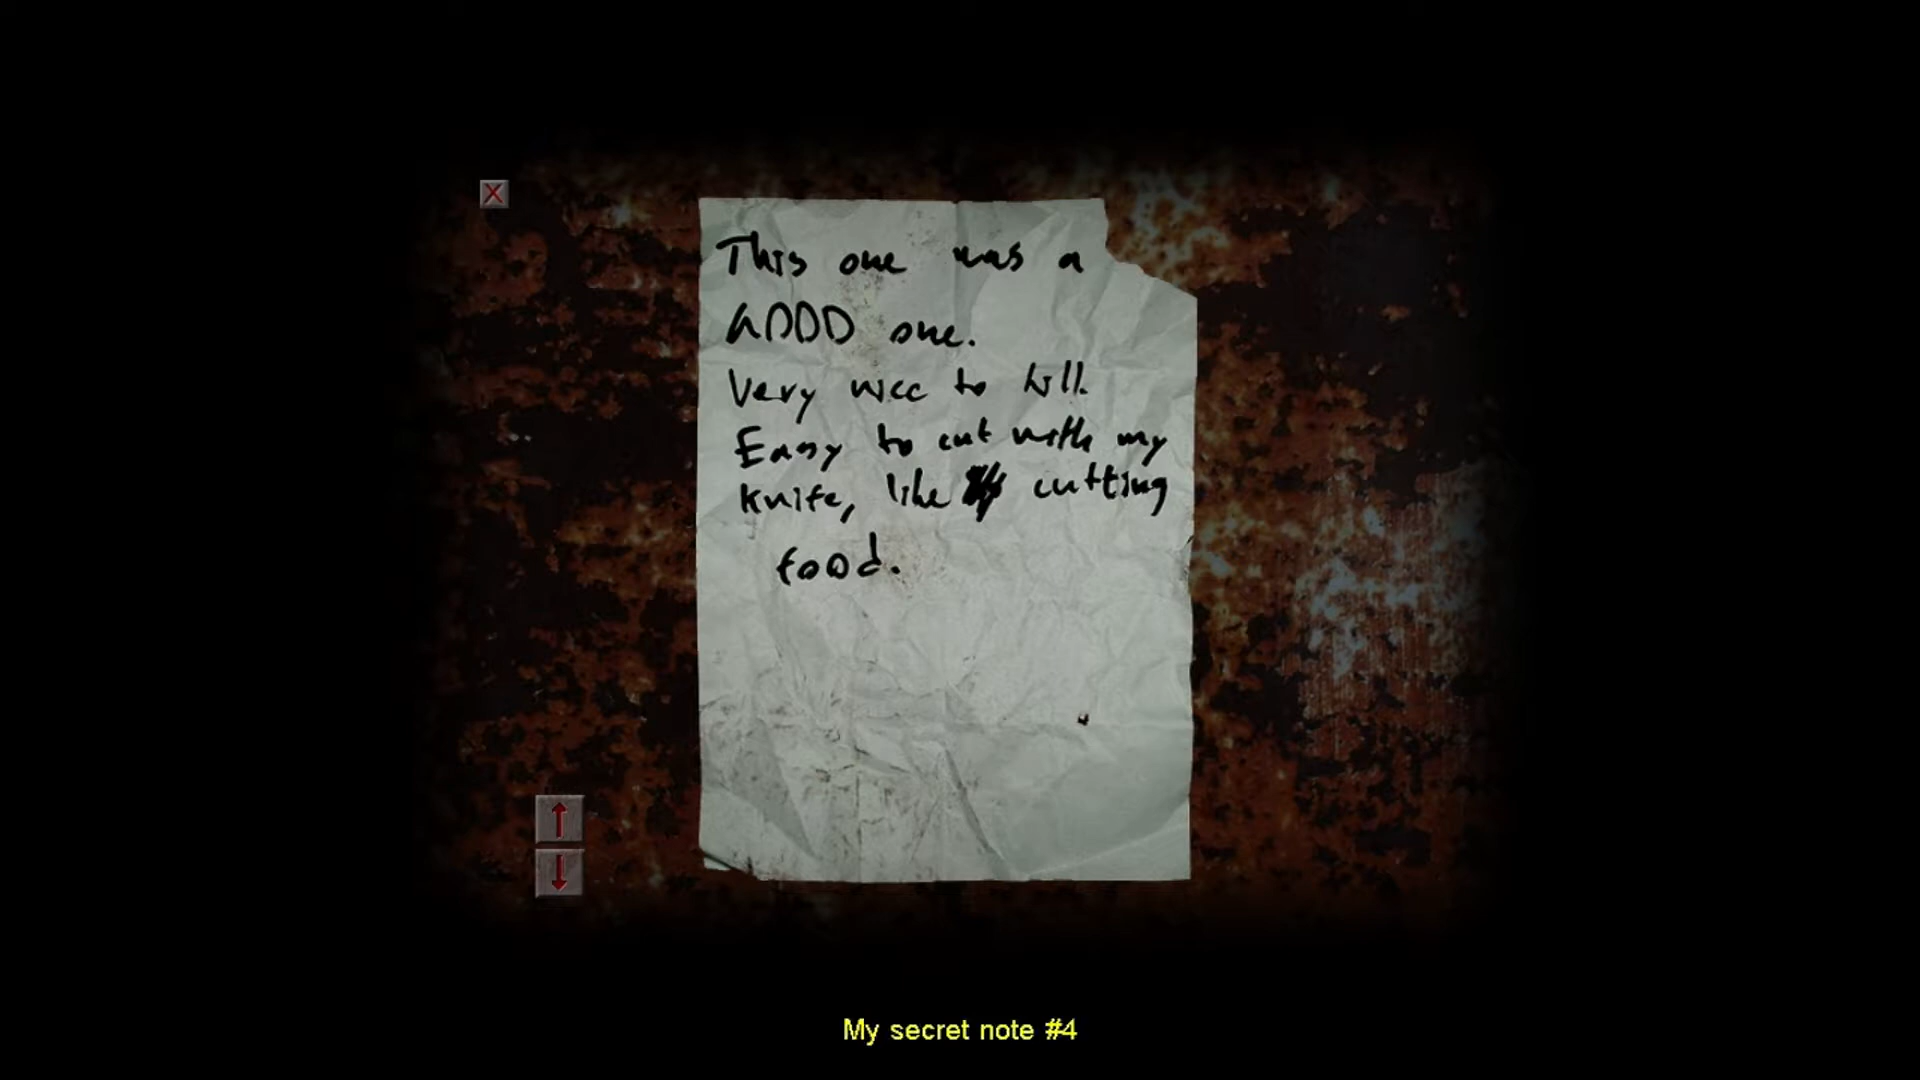 This one was a
GOOD one.
Very nice to kill.
Easy to cut with my
knife, like cutting
food.
My secret note #4